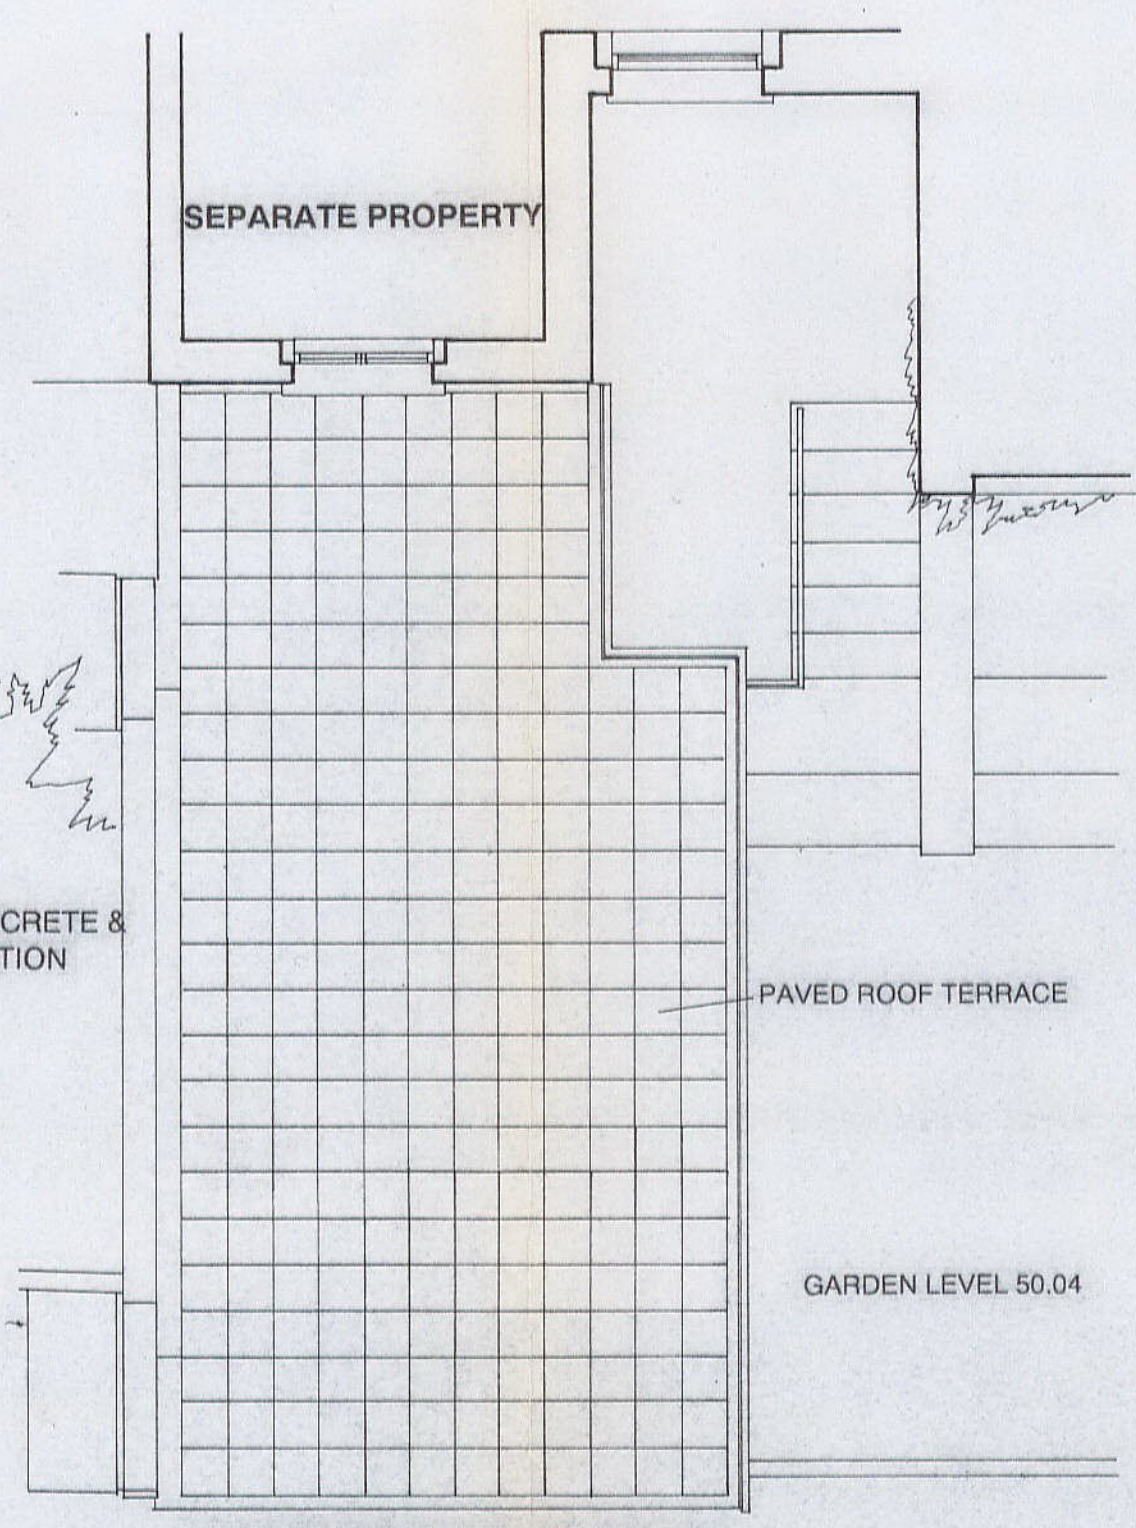 SEPARATE PROPERTY
CRETE &
TION
PAVED ROOF TERRACE
GARDEN LEVEL 50.04